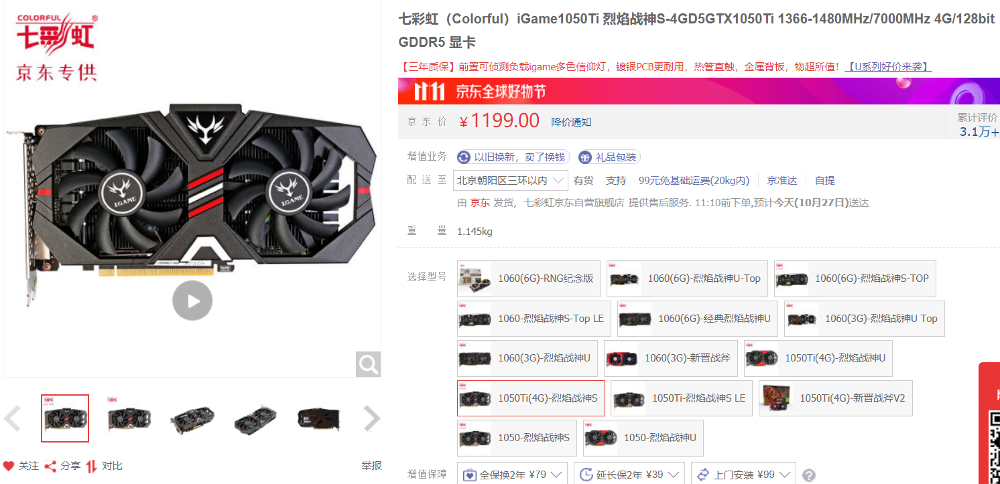 COLORFUL®
七彩虹
京东专供
iGAME
iGAME
关注 分享 对比
举报
七彩虹（Colorful）iGame1050Ti 烈焰战神S-4GD5GTX1050Ti 1366-1480MHz/7000MHz 4G/128bit
GDDR5 显卡
【三年质保】前置可侦测负载igame多色信仰灯，镀银PCB更耐用，热管直触，金属背板，物超所值！【U系列好价来袭】
11 11 京东全球好物节
京 东 价 ￥1199.00 降价通知
累计评价
3.1万+
增值业务 以旧换新，卖了换钱 礼品包装
配 送 至 北京朝阳区三环以内 有货 支持 99元免基础运费(20kg内) 京准达 自提
由 京东 发货，七彩虹京东自营旗舰店 提供售后服务. 11:10前下单,预计今天(10月27日)送达
重 量 1.145kg
选择型号 1060(6G)-RNG纪念版 1060(6G)-烈焰战神U-Top 1060(6G)-烈焰战神S-TOP
1060-烈焰战神S-Top LE 1060(6G)-经典烈焰战神U 1060(3G)-烈焰战神U Top
1060(3G)-烈焰战神U 1060(3G)-新晋战斧 1050Ti(4G)-烈焰战神U
1050Ti(4G)-烈焰战神S 1050Ti-烈焰战神S LE 1050Ti(4G)-新晋战斧V2
1050-烈焰战神S 1050-烈焰战神U
增值保障 全保换2年 ¥79 延长保2年 ¥39 上门安装 ¥99 ?